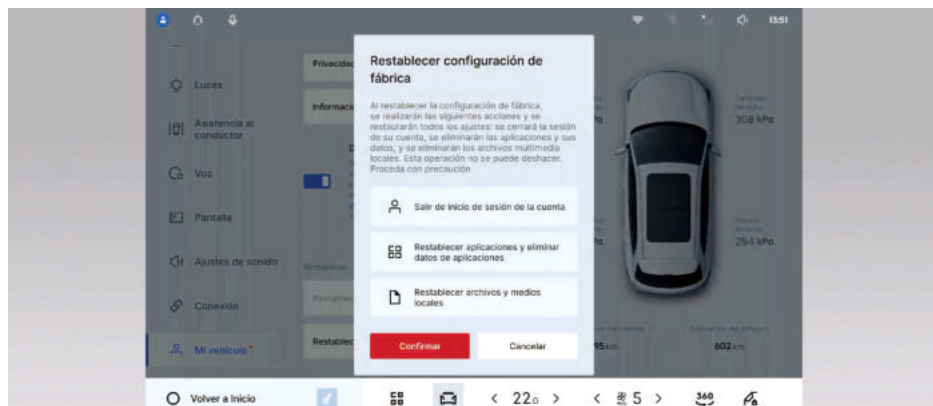 15:51
Luces
Asistencia al
conductor
Voz
Pantalla
Ajustes de sonido
Conexión
Mi vehículo
Privacidad
Restablecer configuración de
fábrica
Al restablecer la configuración de fábrica,
se realizarán las siguientes acciones y se
restaurarán todos los ajustes: se cerrará la sesión
de su cuenta, se eliminarán las aplicaciones y sus
datos, y se eliminarán los archivos multimedia
locales. Esta operación no se puede deshacer.
Proceda con precaución
Salir de inicio de sesión de la cuenta
Restablecer aplicaciones y eliminar
datos de aplicaciones
Restablecer archivos y medios
locales
Confirmar
Cancelar
308 kPa
294 kPa
602 km
Volver a Inicio
< 22.0 >
< 5 >
360